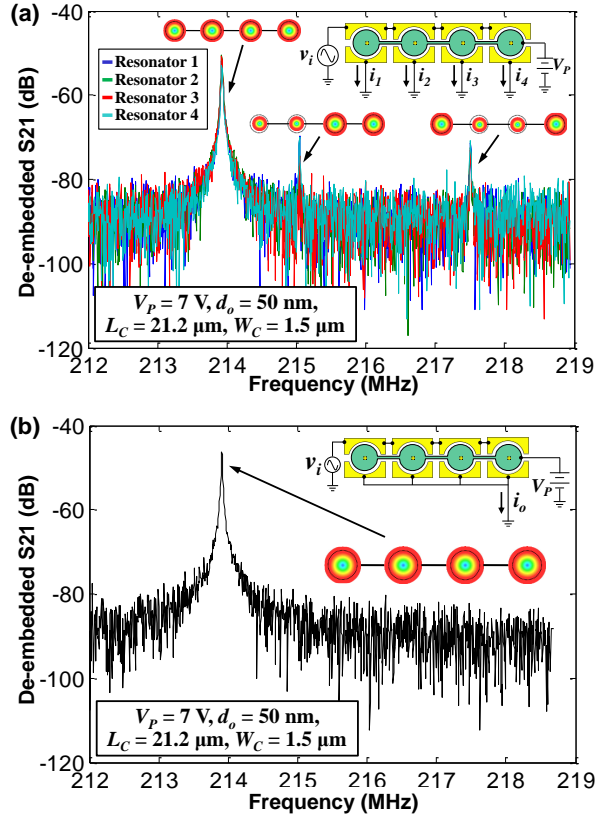 (a)
-40
-60
-80
-100
-120
De-embedded S21 (dB)
Resonator 1
Resonator 2
Resonator 3
Resonator 4
v_i
i_1 i_2 i_3 i_4
V_P
V_P = 7 V, d_o = 50 nm,
L_C = 21.2 μm, W_C = 1.5 μm
212 213 214 215 216 217 218 219
Frequency (MHz)
(b)
-40
-60
-80
-100
-120
De-embedded S21 (dB)
v_i
V_P
i_o
V_P = 7 V, d_o = 50 nm,
L_C = 21.2 μm, W_C = 1.5 μm
212 213 214 215 216 217 218 219
Frequency (MHz)